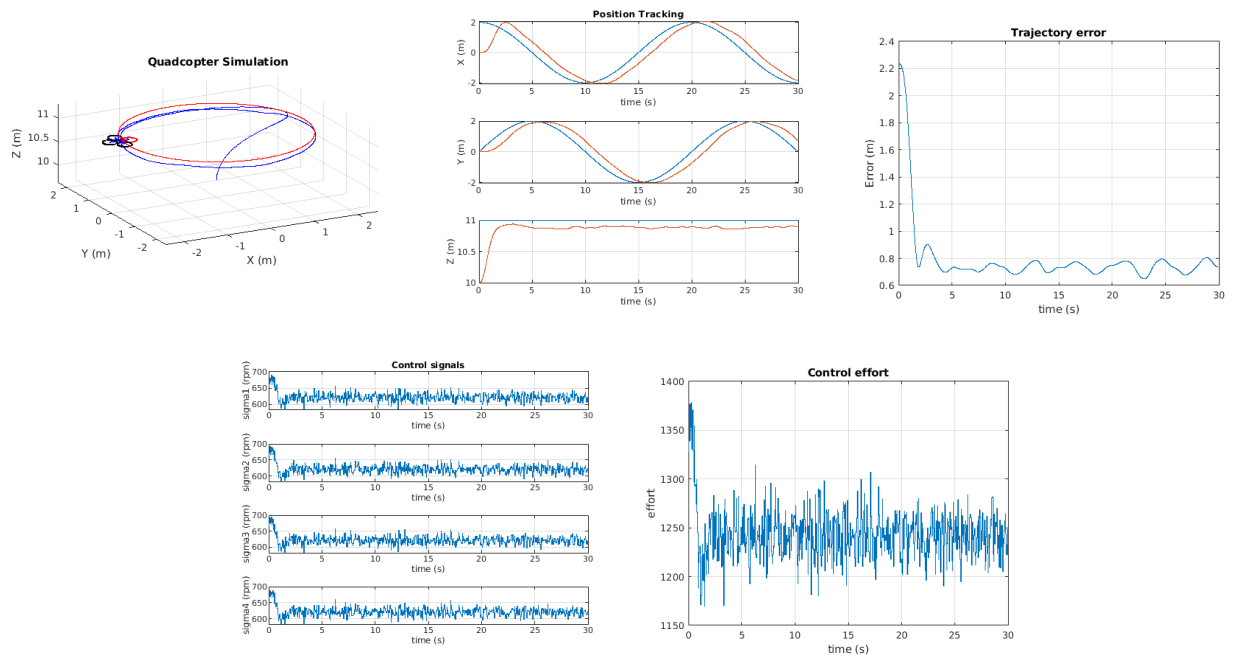 Quadcopter Simulation
Z (m)
11
10.5
10
2
1
0
-1
-2
Y (m)
-2
-1
0
1
2
X (m)
Position Tracking
X (m)
2
0
-2
0 5 10 15 20 25 30
time (s)
Y (m)
2
0
-2
0 5 10 15 20 25 30
time (s)
Z (m)
11
10.5
10
0 5 10 15 20 25 30
time (s)
Trajectory error
Error (m)
2.4
2.2
2
1.8
1.6
1.4
1.2
1
0.8
0.6
0 5 10 15 20 25 30
time (s)
Control signals
sigma1 (rpm)
700
650
600
0 5 10 15 20 25 30
time (s)
sigma2 (rpm)
700
650
600
0 5 10 15 20 25 30
time (s)
sigma3 (rpm)
700
650
600
0 5 10 15 20 25 30
time (s)
sigma4 (rpm)
700
650
600
0 5 10 15 20 25 30
time (s)
Control effort
effort
1400
1350
1300
1250
1200
1150
0 5 10 15 20 25 30
time (s)